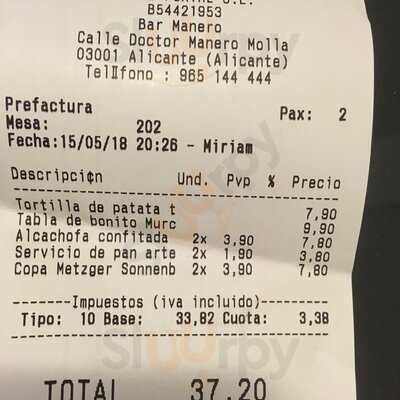 S.L.
B54421953
Bar Manero
Calle Doctor Manero Molla
03001 Alicante (Alicante)
Telfono : 965 144 444
Prefactura Pax: 2
Mesa: 202
Fecha:15/05/18 20:26 - Miriam
Descripci¢n Und. Pvp % Precio
Tortilla de patata t 7,90
Tabla de bonito Murc 9,90
Alcachofa confitada 2x 3,90 7,80
Servicio de pan arte 2x 1,90 3,80
Copa Metzger Sonnenb 2x 3,90 7,80
-------Impuestos (iva incluido)-------
Tipo: 10 Base: 33,82 Cuota: 3,38
TOTAL 37,20
Sluurpy
Sluurpy